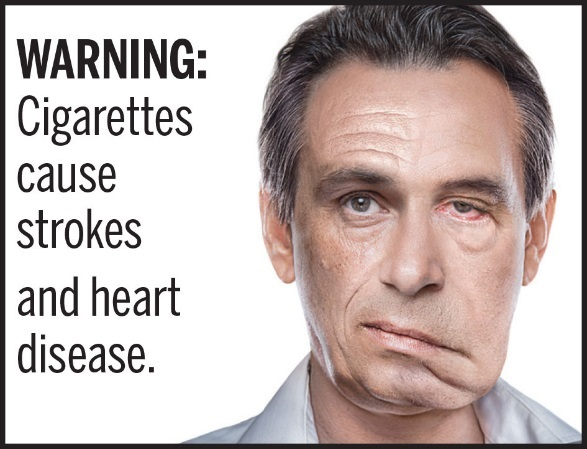 WARNING:
Cigarettes
cause
strokes
and heart
disease.